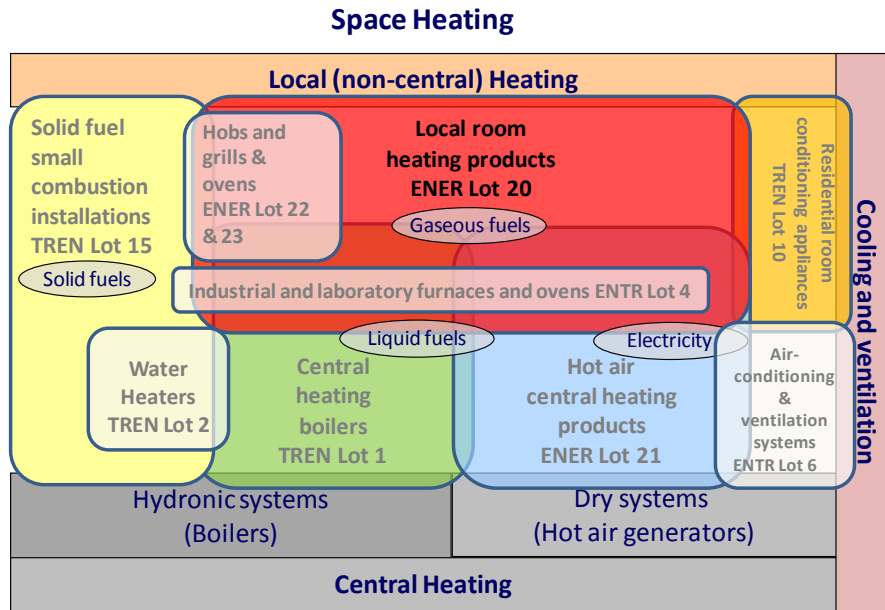 Space Heating
Local (non-central) Heating
Solid fuel
small
combustion
installations
TREN Lot 15
Hobs and
grills &
ovens
ENER Lot 22
& 23
Local room
heating products
ENER Lot 20
Residential room
conditioning appliances
TREN Lot 10
Cooling and ventilation
Gaseous fuels
Solid fuels
Industrial and laboratory furnaces and ovens ENTR Lot 4
Liquid fuels
Electricity
Water
Heaters
TREN Lot 2
Central
heating
boilers
TREN Lot 1
Hot air
central heating
products
ENER Lot 21
Air-
conditioning
&
ventilation
systems
ENTR Lot 6
Hydronic systems
(Boilers)
Dry systems
(Hot air generators)
Central Heating